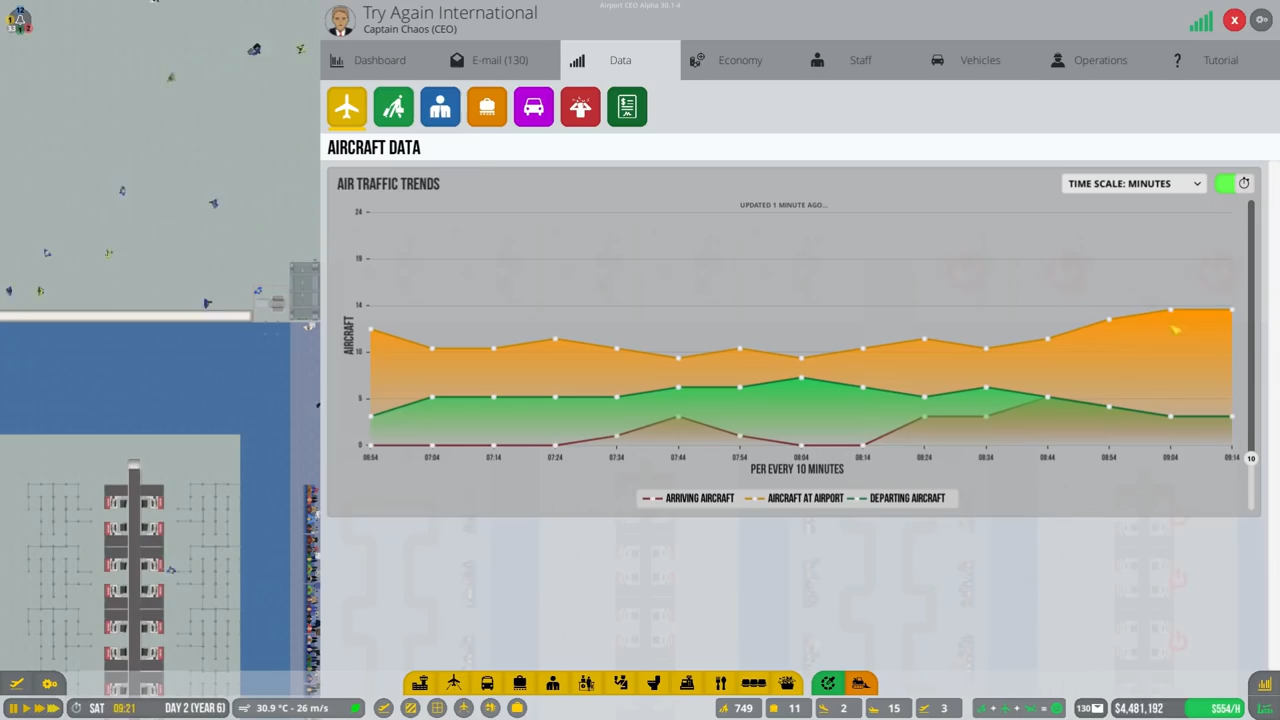 Airport CEO Alpha 30.1-4
Try Again International
Captain Chaos (CEO)
Dashboard
E-mail (130)
Data
Economy
Staff
Vehicles
Operations
? Tutorial
AIRCRAFT DATA
AIR TRAFFIC TRENDS
TIME SCALE: MINUTES
UPDATED 1 MINUTE AGO...
24
19
14
10
5
0
AIRCRAFT
06:54 07:04 07:14 07:24 07:34 07:44 07:54 08:04 08:14 08:24 08:34 08:44 08:54 09:04 09:14
10
PER EVERY 10 MINUTES
ARRIVING AIRCRAFT
AIRCRAFT AT AIRPORT
DEPARTING AIRCRAFT
SAT 09:21 DAY 2 (YEAR 6)
30.9 °C - 26 m/s
749
11
2
15
3
130
$4,481,192
$554/H